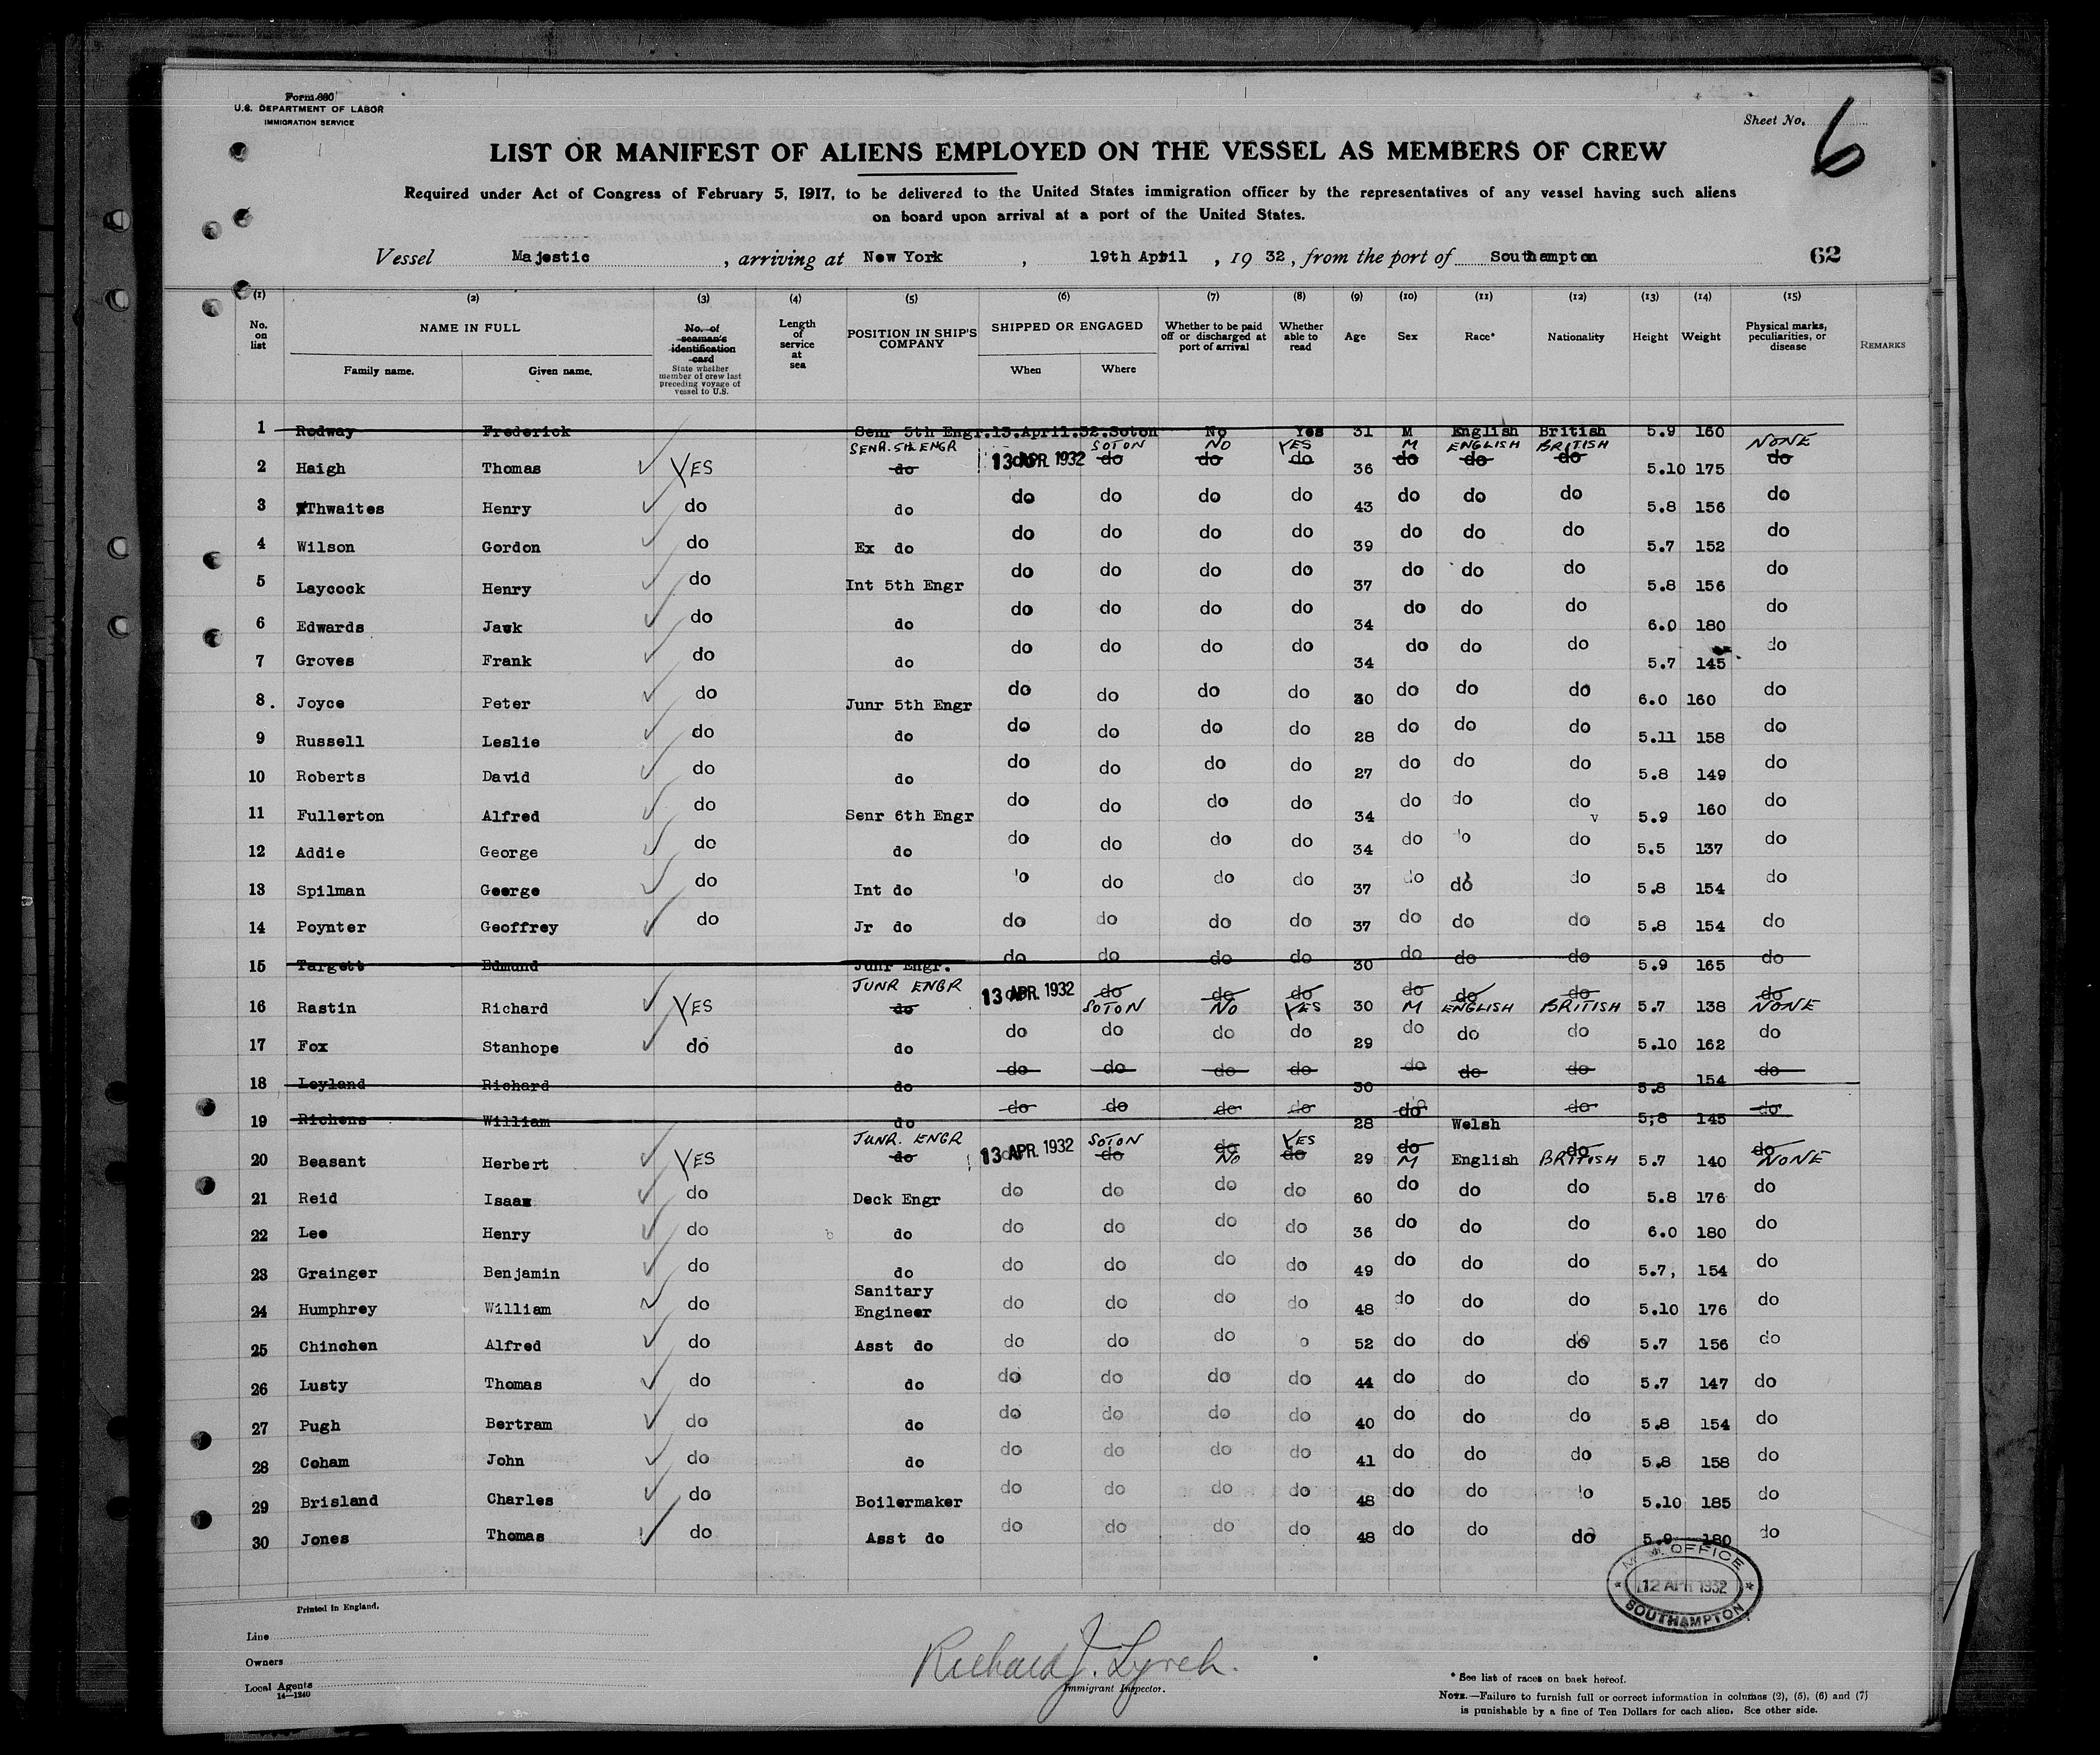 Form 680
U.S. DEPARTMENT OF LABOR
IMMIGRATION SERVICE
Sheet No. 6
LIST OR MANIFEST OF ALIENS EMPLOYED ON THE VESSEL AS MEMBERS OF CREW
Required under Act of Congress of February 5, 1917, to be delivered to the United States immigration officer by the representatives of any vessel having such aliens
on board upon arrival at a port of the United States.
Vessel Majestic, arriving at New York, 19th April, 19 32, from the port of Southampton 62
(1) (2) (3) (4) (5) (6) (7) (8) (9) (10) (11) (12) (13) (14) (15)
No. on list NAME IN FULL Family name. Given name. No. of seaman's identification card State whether member of crew last preceding voyage of vessel to U.S. Length of service at sea POSITION IN SHIP'S COMPANY SHIPPED OR ENGAGED When Where Whether to be paid off or discharged at port of arrival Whether able to read Age Sex Race* Nationality Height Weight Physical marks, peculiarities, or disease REMARKS
1 Rodway Frederick Senr 5th Engr.13.April.32.Soton No Yes 31 M English British 5.9 160
SENR. 5th ENGR SOTON NO YES M ENGLISH BRITISH NONE
2 Haigh Thomas YES do 13 APR. 1932 do do do 36 do do do 5.10 175 do
3 Thwaites Henry do do do do do do 43 do do do 5.8 156 do
4 Wilson Gordon do Ex do do do do do 39 do do do 5.7 152 do
5 Laycock Henry do Int 5th Engr do do do do 37 do do do 5.8 156 do
6 Edwards Jawk do do do do do do 34 do do do 6.0 180 do
7 Groves Frank do do do do do do 34 do do do 5.7 145 do
8. Joyce Peter do Junr 5th Engr do do do do 30 do do do 6.0 160 do
9 Russell Leslie do do do do do do 28 do do do 5.11 158 do
10 Roberts David do do do do do do 27 do do do 5.8 149 do
11 Fullerton Alfred do Senr 6th Engr do do do do 34 do do do 5.9 160 do
v
12 Addie George do do do do do do 34 do do do 5.5 137 do
13 Spilman George do Int do do do do do 37 do do do 5.8 154 do
14 Poynter Geoffrey do Jr do do do do do 37 do do do 5.8 154 do
15 Targett Edmund Junr Engr. do do do do 30 do do do 5.9 165 do
JUNR ENGR
16 Rastin Richard YES do 13 APR. 1932 do do do 30 do do do 5.7 138 do
SOTON NO YES M ENGLISH BRITISH NONE
17 Fox Stanhope do do do do do do 29 do do do 5.10 162 do
18 Leyland Richard do do do do do 30 do do do 5.8 154 do
19 Richens William do do do do do 28 do Welsh do 5;8 145 do
JUNR. ENGR SOTON YES
20 Beasant Herbert YES do 13 APR. 1932 do do do 29 do English do 5.7 140 do
NO M BRITISH NONE
21 Reid Isaax do Deck Engr do do do do 60 do do do 5.8 176 do
22 Lee Henry do do do do do do 36 do do do 6.0 180 do
23 Grainger Benjamin do do do do do do 49 do do do 5.7, 154 do
24 Humphrey William do Sanitary Engineer do do do do 48 do do do 5.10 176 do
25 Chinchen Alfred do Asst do do do do 52 do do do 5.7 156 do
26 Lusty Thomas do do do do do do 44 do do do 5.7 147 do
27 Pugh Bertram do do do do do do 40 do do do 5.8 154 do
28 Coham John do do do do do do 41 do do do 5.8 158 do
29 Brisland Charles do Boilermaker do do do do 48 do do do 5.10 185 do
30 Jones Thomas do Asst do do do do do 48 do do do 5.9 180 do
M.M. OFFICE
12 APR 1932
SOUTHAMPTON
Printed in England.
Line
Owners
Local Agents
14—1240
Richard J. Lynch.
Immigrant Inspector.
* See list of races on back hereof.
NOTE.—Failure to furnish full or correct information in columns (2), (5), (6) and (7)
is punishable by a fine of Ten Dollars for each alien. See other side.